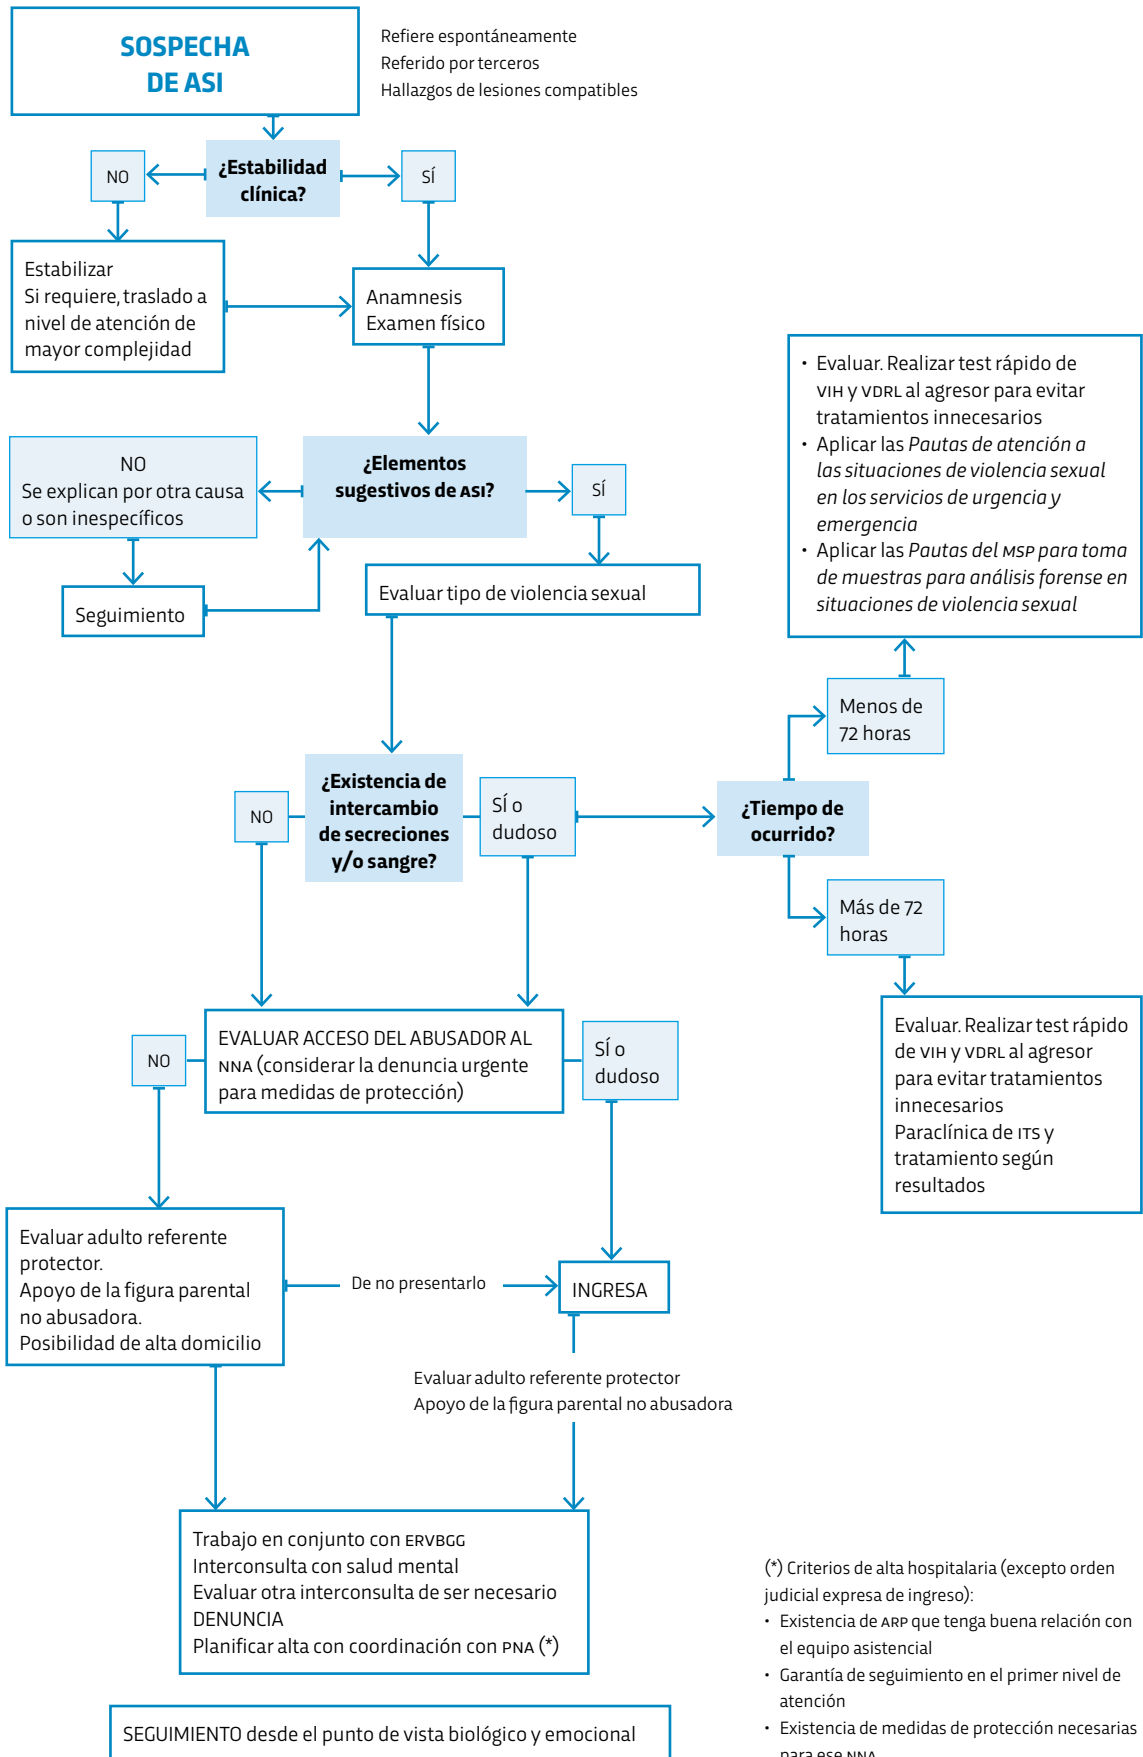 SOSPECHA
DE ASI
Refiere espontáneamente
Referido por terceros
Hallazgos de lesiones compatibles
¿Estabilidad
clínica?
NO
SÍ
Estabilizar
Si requiere, traslado a
nivel de atención de
mayor complejidad
Anamnesis
Examen físico
¿Elementos
sugestivos de ASI?
NO
Se explican por otra causa
o son inespecíficos
SÍ
Seguimiento
Evaluar tipo de violencia sexual
• Evaluar. Realizar test rápido de
VIH y VDRL al agresor para evitar
tratamientos innecesarios
• Aplicar las Pautas de atención a
las situaciones de violencia sexual
en los servicios de urgencia y
emergencia
• Aplicar las Pautas del MSP para toma
de muestras para análisis forense en
situaciones de violencia sexual
Menos de
72 horas
¿Existencia de
intercambio
de secreciones
y/o sangre?
NO
SÍ o
dudoso
¿Tiempo de
ocurrido?
Más de 72
horas
Evaluar. Realizar test rápido
de VIH y VDRL al agresor
para evitar tratamientos
innecesarios
Paraclínica de ITS y
tratamiento según
resultados
EVALUAR ACCESO DEL ABUSADOR AL
NNA (considerar la denuncia urgente
para medidas de protección)
NO
SÍ o
dudoso
Evaluar adulto referente
protector.
Apoyo de la figura parental
no abusadora.
Posibilidad de alta domicilio
De no presentarlo
INGRESA
Evaluar adulto referente protector
Apoyo de la figura parental no abusadora
Trabajo en conjunto con ERVBGG
Interconsulta con salud mental
Evaluar otra interconsulta de ser necesario
DENUNCIA
Planificar alta con coordinación con PNA (*)
(*) Criterios de alta hospitalaria (excepto orden
judicial expresa de ingreso):
• Existencia de ARP que tenga buena relación con
el equipo asistencial
• Garantía de seguimiento en el primer nivel de
atención
• Existencia de medidas de protección necesarias
para ese NNA
SEGUIMIENTO desde el punto de vista biológico y emocional